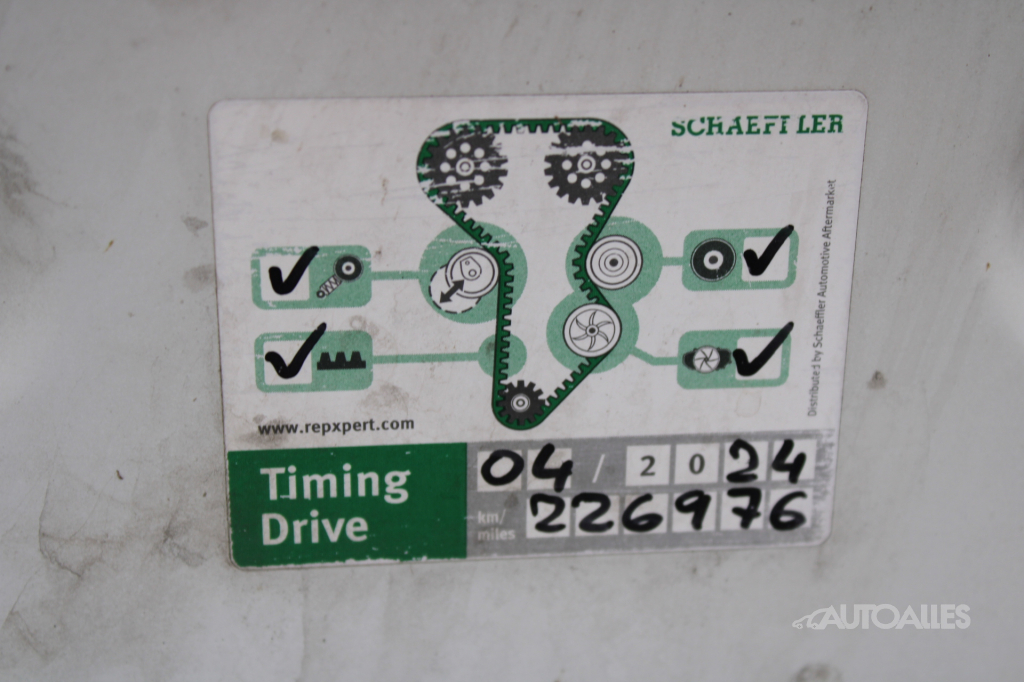 SCHAEFFLER
Distributed by Schaeffler Automotive Aftermarket
www.repxpert.com
Timing
Drive
04 / 2024
km/
miles
226976
AUTOALLES